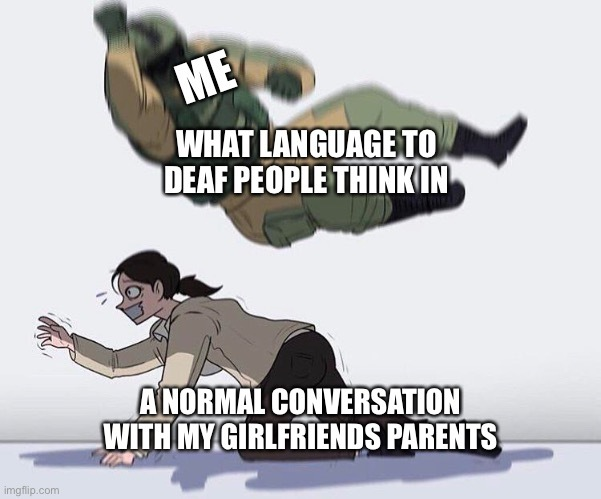 ME
WHAT LANGUAGE TO
DEAF PEOPLE THINK IN
A NORMAL CONVERSATION
WITH MY GIRLFRIENDS PARENTS
imgflip.com